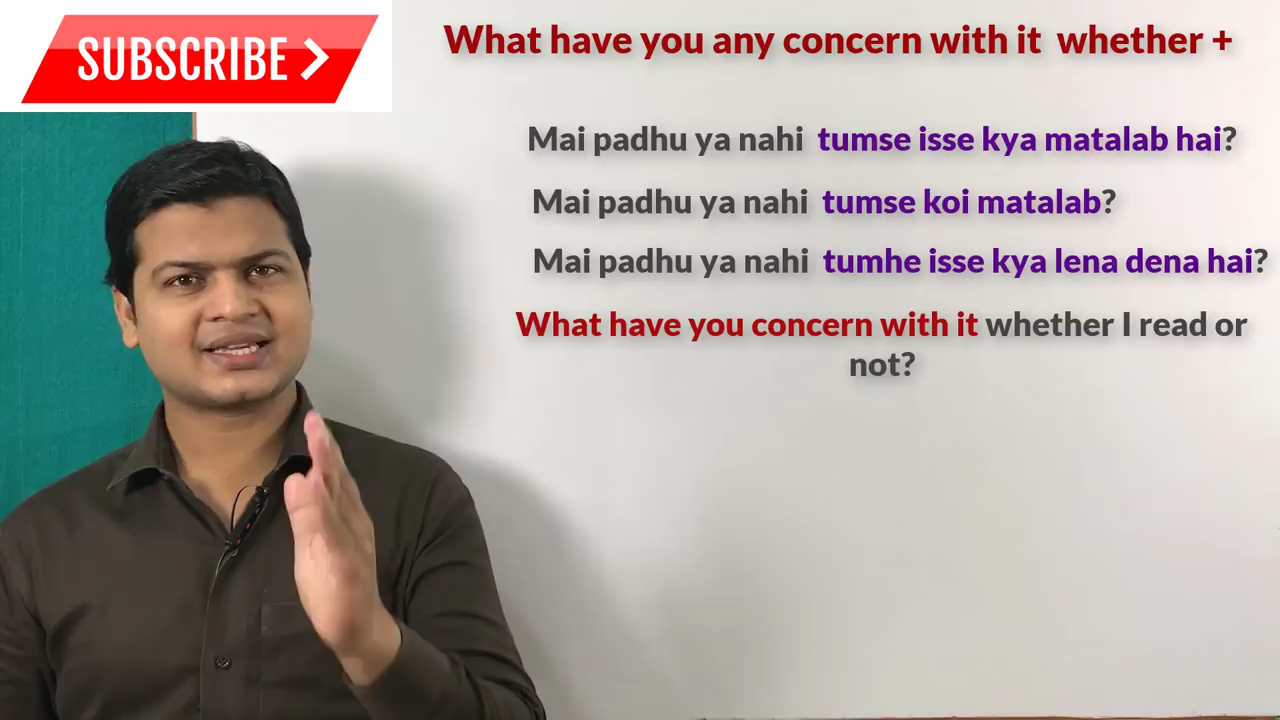 SUBSCRIBE
What have you any concern with it whether +
Mai padhu ya nahi tumse isse kya matalab hai?
Mai padhu ya nahi tumse koi matalab?
Mai padhu ya nahi tumhe isse kya lena dena hai?
What have you concern with it whether I read or
not?